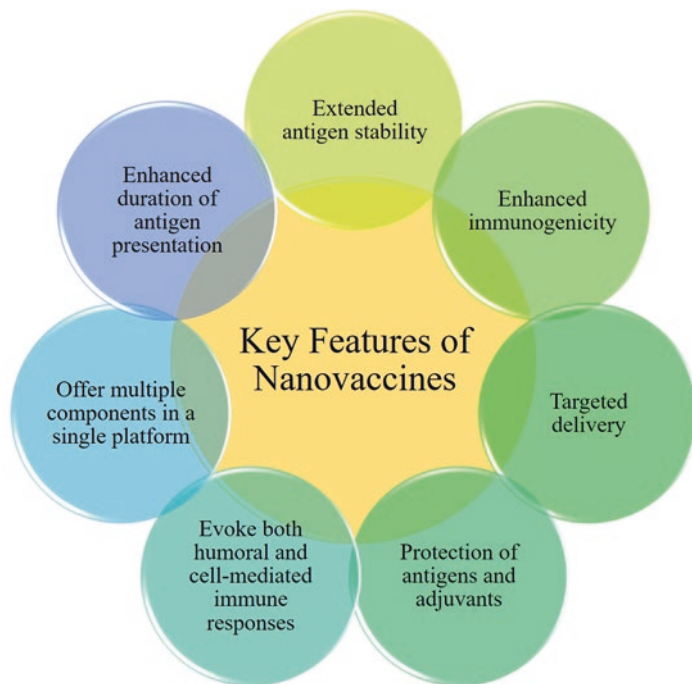 Extended
antigen stability
Enhanced
immunogenicity
Targeted
delivery
Protection of
antigens and
adjuvants
Evoke both
humoral and
cell-mediated
immune
responses
Offer multiple
components in a
single platform
Enhanced
duration of
antigen
presentation
Key Features of
Nanovaccines